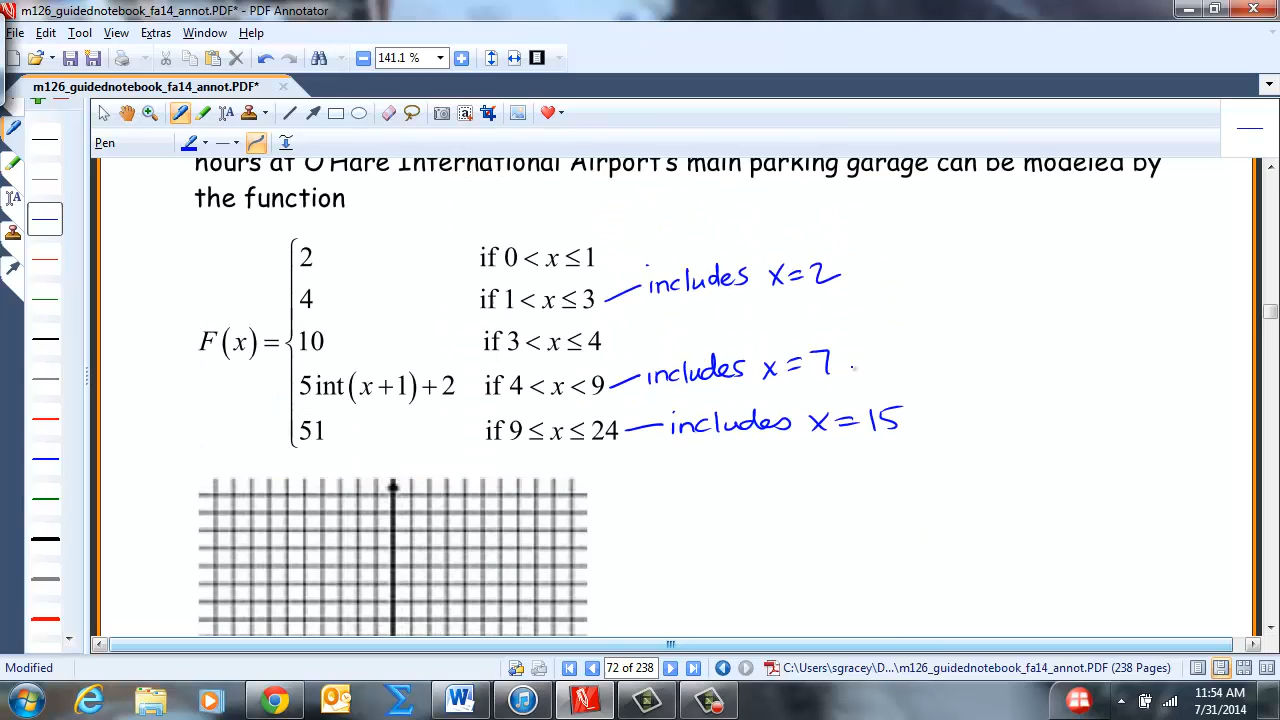 m126_guidednotebook_fa14_annot.PDF* - PDF Annotator
File Edit Tool View Extras Window Help
141.1 %
m126_guidednotebook_fa14_annot.PDF*
Pen
hours at O'Hare International Airport's main parking garage can be modeled by
the function
2 if 0 < x ≤ 1
includes x = 2
4 if 1 < x ≤ 3
F(x) = { 10 if 3 < x ≤ 4
includes x = 7
5int(x+1)+2 if 4 < x < 9
51 if 9 ≤ x ≤ 24 includes x = 15
Modified 72 of 238 C:\Users\sgracey\D...\m126_guidednotebook_fa14_annot.PDF (238 Pages)
11:54 AM
7/31/2014